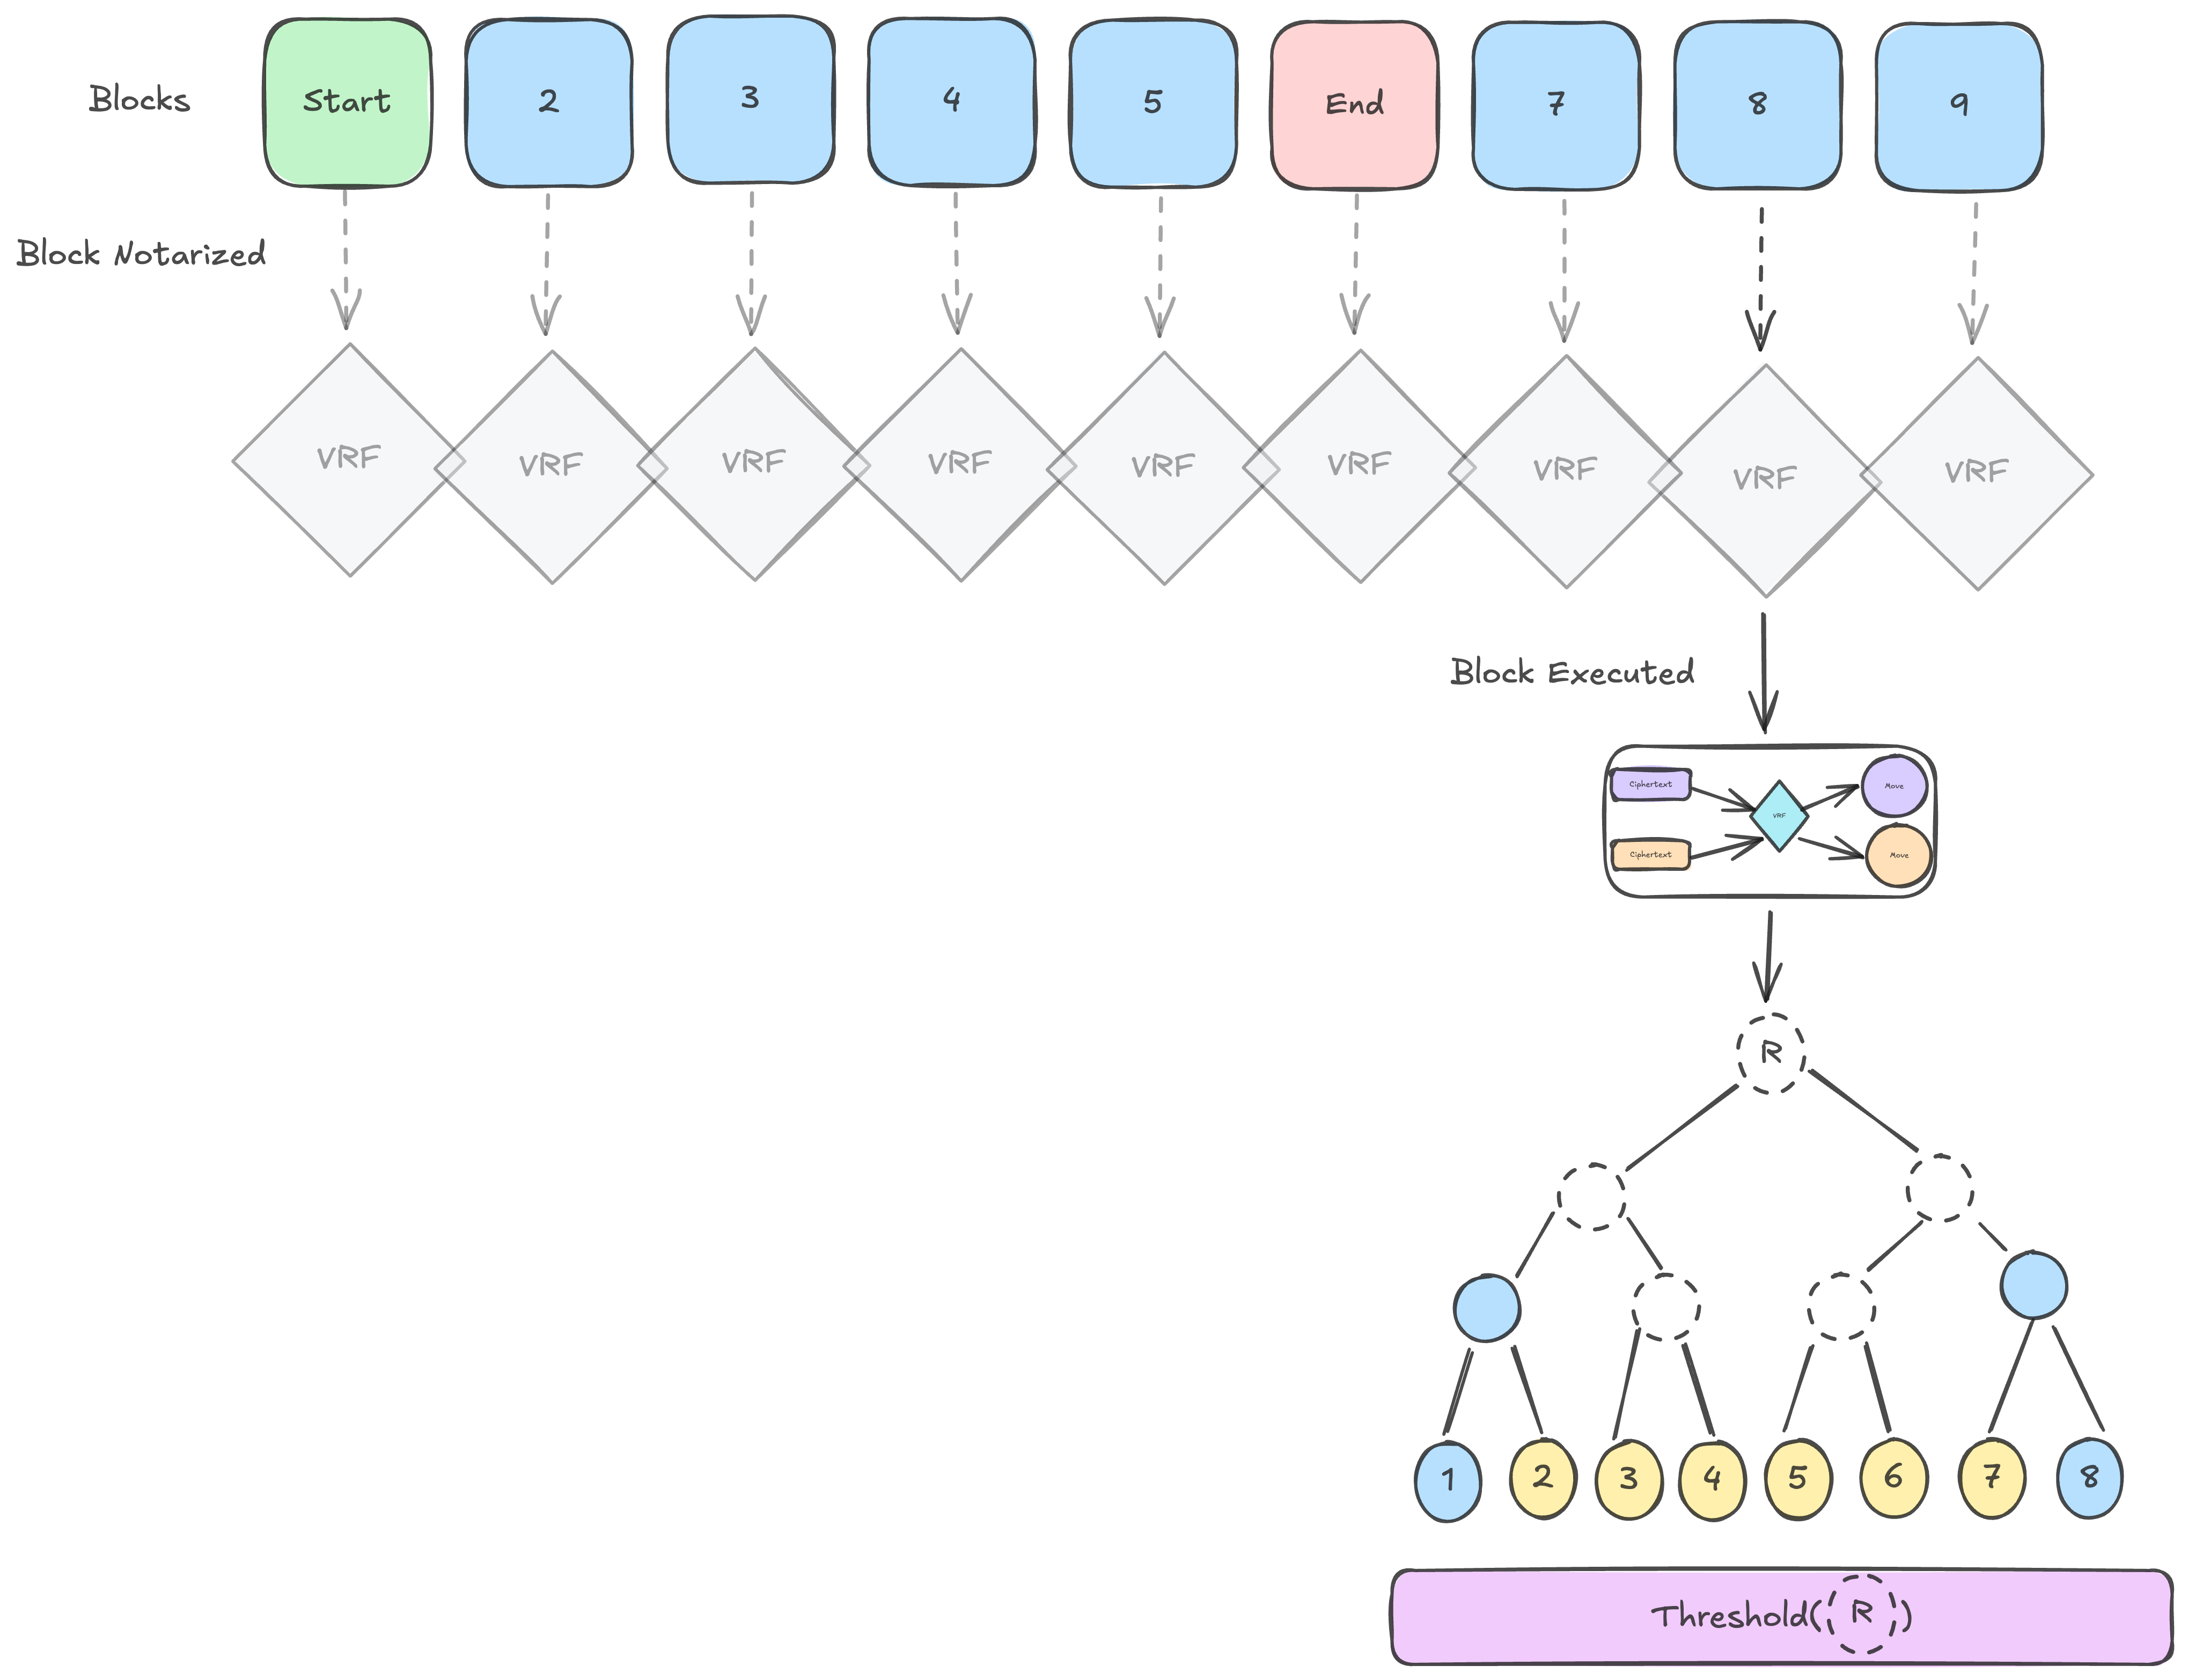 Blocks
Start 2 3 4 5 End 7 8 9
Block Notarized
VRF VRF VRF VRF VRF VRF VRF VRF VRF
Block Executed
Ciphertext Move
VRF
Ciphertext Move
R
1 2 3 4 5 6 7 8
Threshold( R )